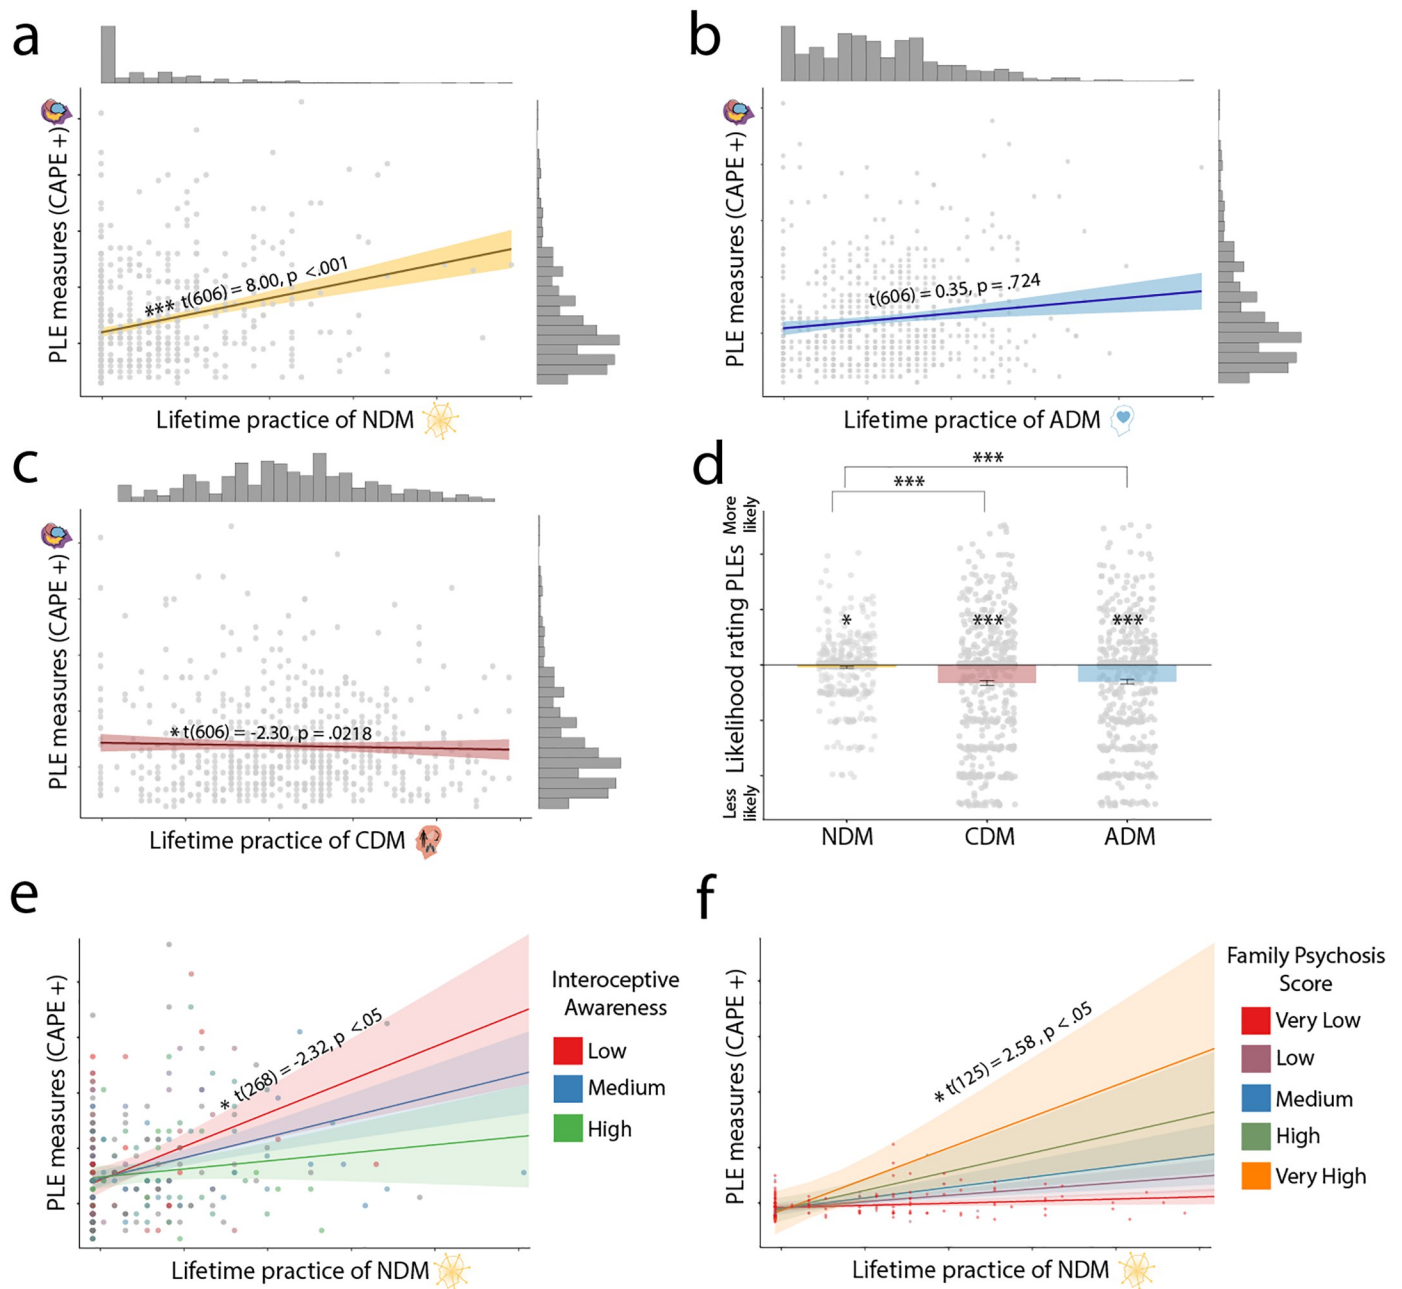 a
PLE measures (CAPE +)
*** t(606) = 8.00, p <.001
Lifetime practice of NDM
b
PLE measures (CAPE +)
t(606) = 0.35, p = .724
Lifetime practice of ADM
c
PLE measures (CAPE +)
* t(606) = -2.30, p = .0218
Lifetime practice of CDM
d
***
***
More
likely
Likelihood rating PLEs
Less
likely
*
***
***
NDM
CDM
ADM
e
PLE measures (CAPE +)
* t(268) = -2.32, p <.05
Lifetime practice of NDM
Interoceptive
Awareness
Low
Medium
High
f
PLE measures (CAPE +)
* t(125) = 2.58 , p <.05
Lifetime practice of NDM
Family Psychosis
Score
Very Low
Low
Medium
High
Very High